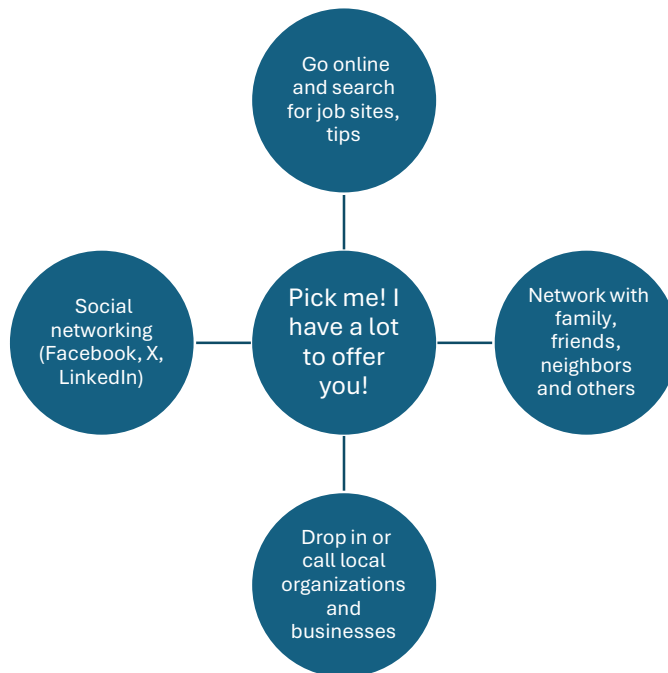 Go online
and search
for job sites,
tips
Social
networking
(Facebook, X,
LinkedIn)
Pick me! I
have a lot
to offer
you!
Network with
family,
friends,
neighbors
and others
Drop in or
call local
organizations
and
businesses